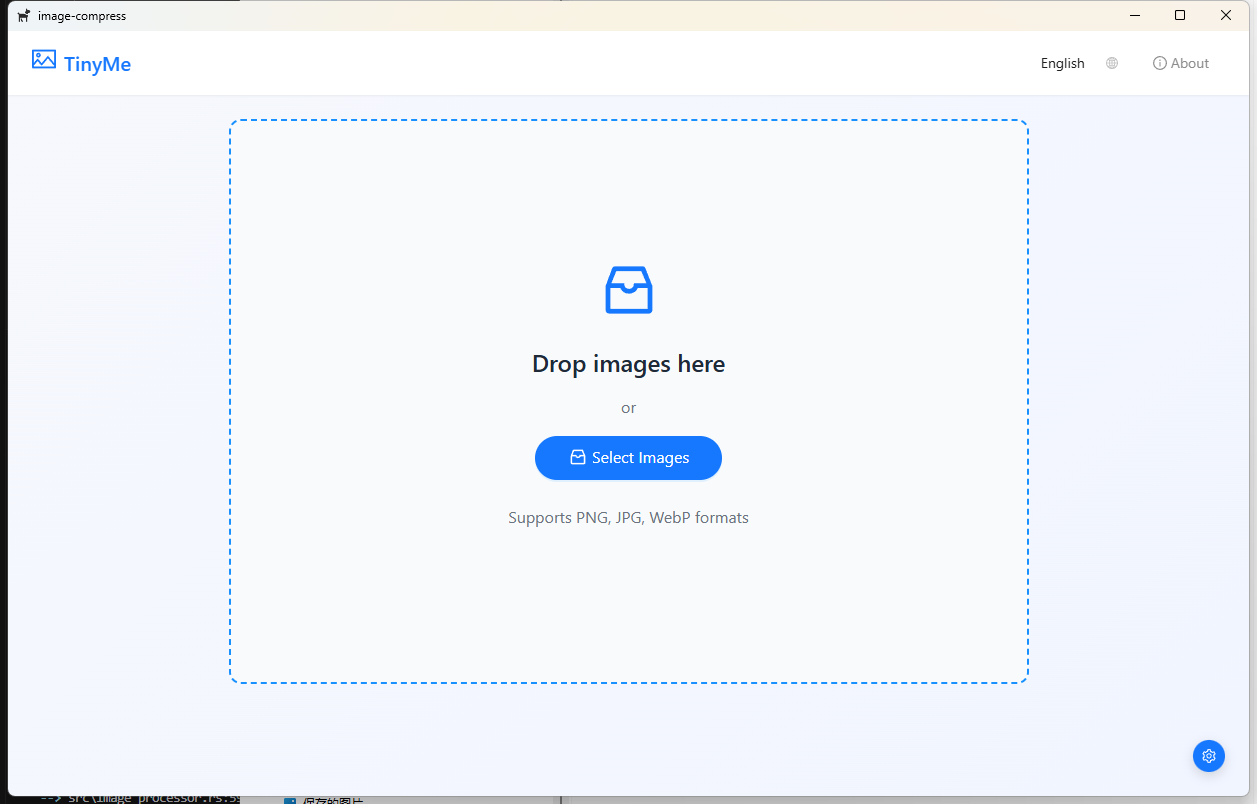 image-compress
TinyMe
English
About
Drop images here
or
Select Images
Supports PNG, JPG, WebP formats
--> src\image_processor.rs:5
保存的图片